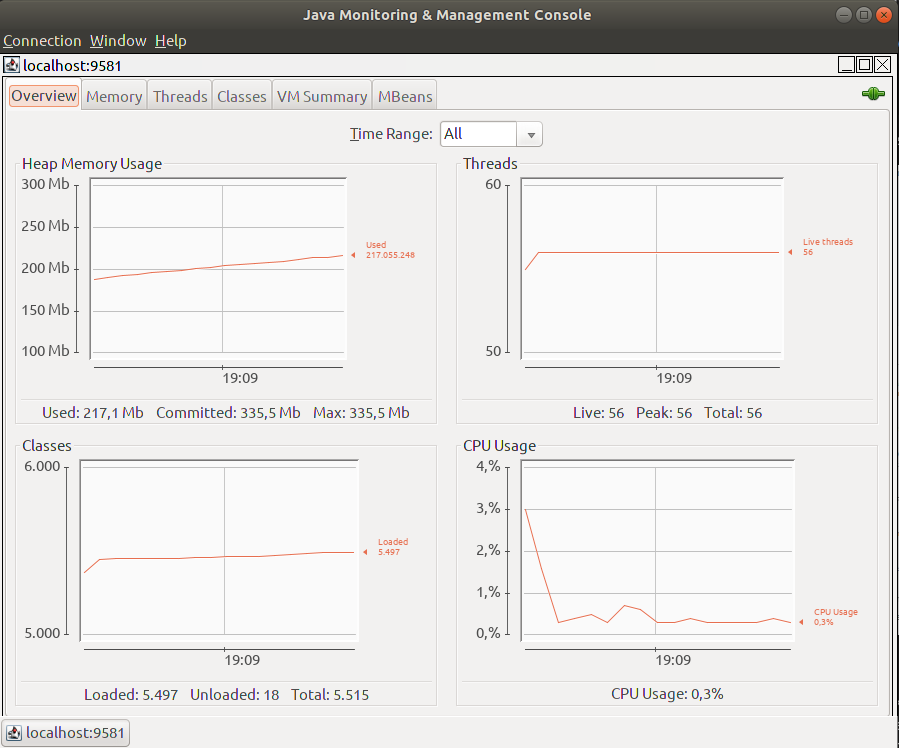 Java Monitoring & Management Console
Connection Window Help
localhost:9581
Overview Memory Threads Classes VM Summary MBeans
Time Range: All
Heap Memory Usage
300 Mb
250 Mb
200 Mb
150 Mb
100 Mb
Used
217.055.248
19:09
Used: 217,1 Mb Committed: 335,5 Mb Max: 335,5 Mb
Threads
60
50
Live threads
56
19:09
Live: 56 Peak: 56 Total: 56
Classes
6.000
5.000
Loaded
5.497
19:09
Loaded: 5.497 Unloaded: 18 Total: 5.515
CPU Usage
4,%
3,%
2,%
1,%
0,%
CPU Usage
0,3%
19:09
CPU Usage: 0,3%
localhost:9581